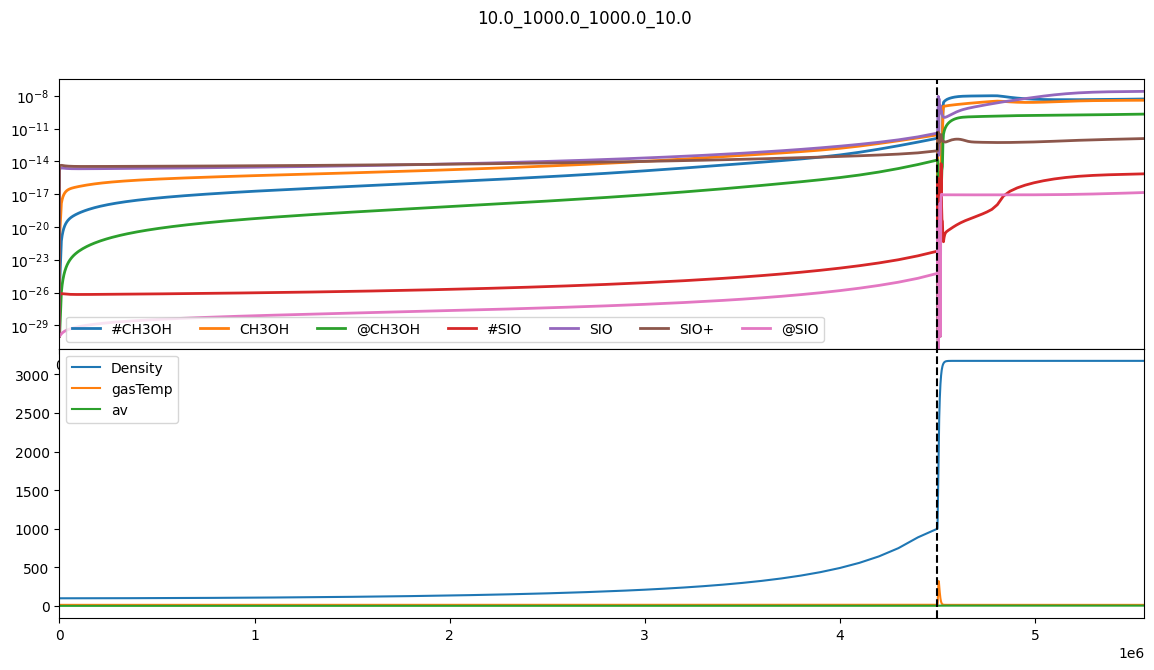 10.0_1000.0_1000.0_10.0
10⁻⁸
10⁻¹¹
10⁻¹⁴
10⁻¹⁷
10⁻²⁰
10⁻²³
10⁻²⁶
10⁻²⁹
#CH3OH CH3OH @CH3OH #SIO SIO SIO+ @SIO
3000
2500
2000
1500
1000
500
0
Density
gasTemp
av
0 1 2 3 4 5
1e6